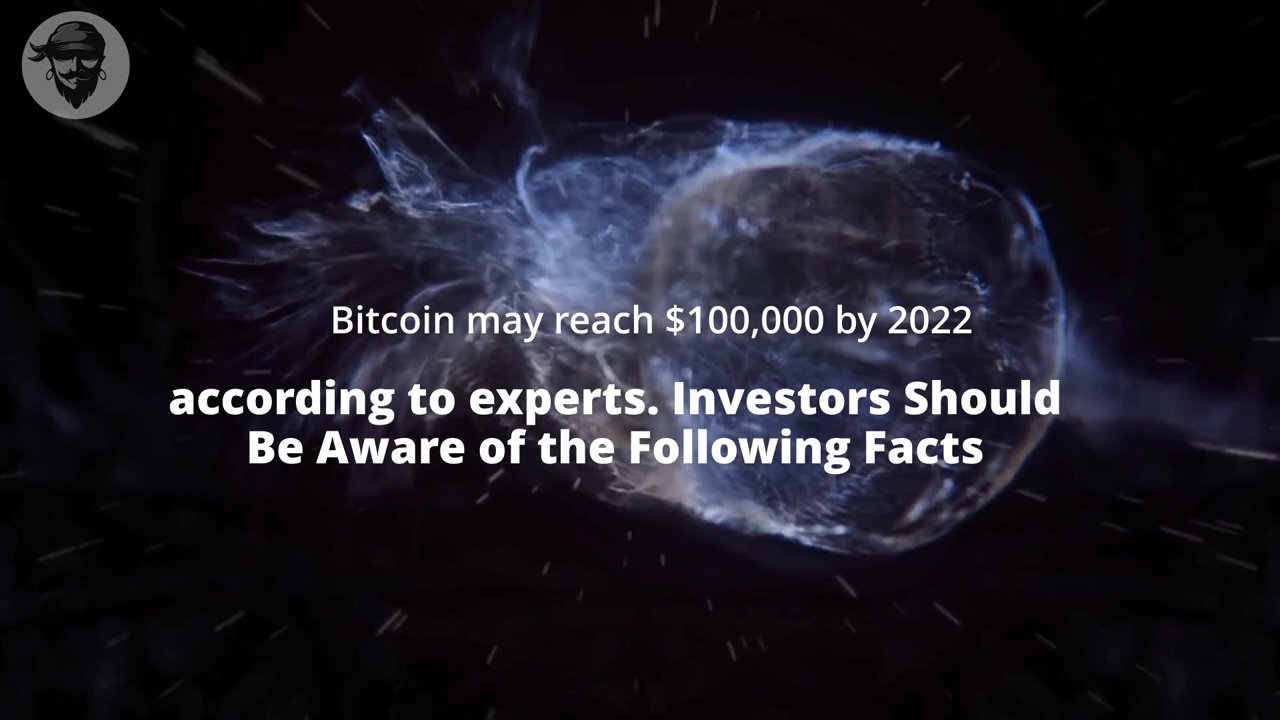 Bitcoin may reach $100,000 by 2022
according to experts. Investors Should
Be Aware of the Following Facts